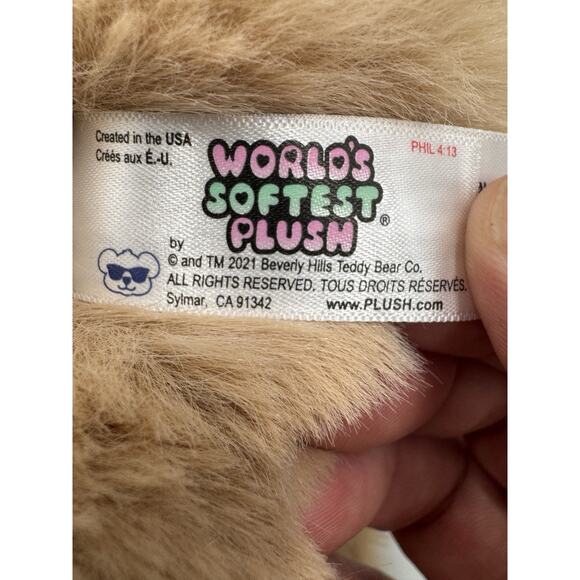 Created in the USA
Créés aux É.-U.
WORLD'S
SOFTEST
PLUSH®
PHIL 4:13
by
© and TM 2021 Beverly Hills Teddy Bear Co.
ALL RIGHTS RESERVED. TOUS DROITS RÉSERVÉS.
Sylmar, CA 91342
www.PLUSH.com